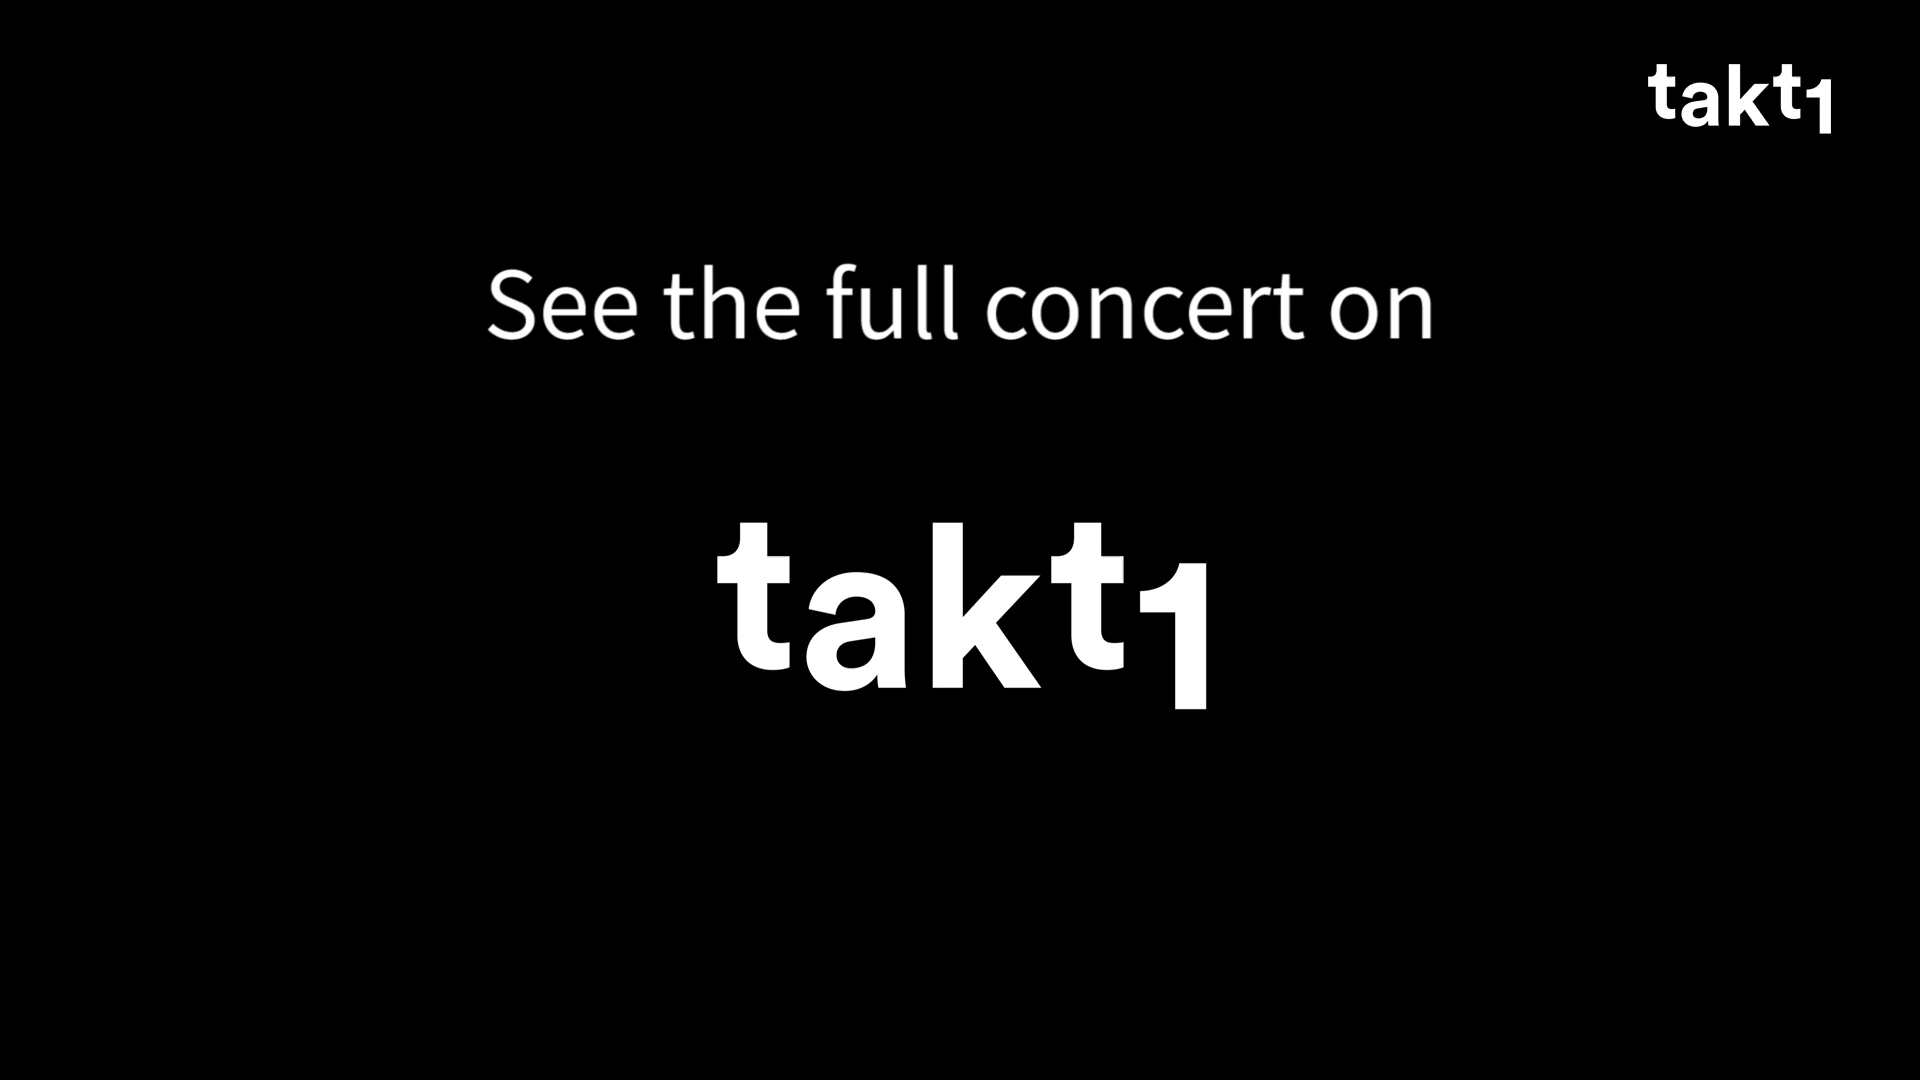 takt1
See the full concert on
takt1